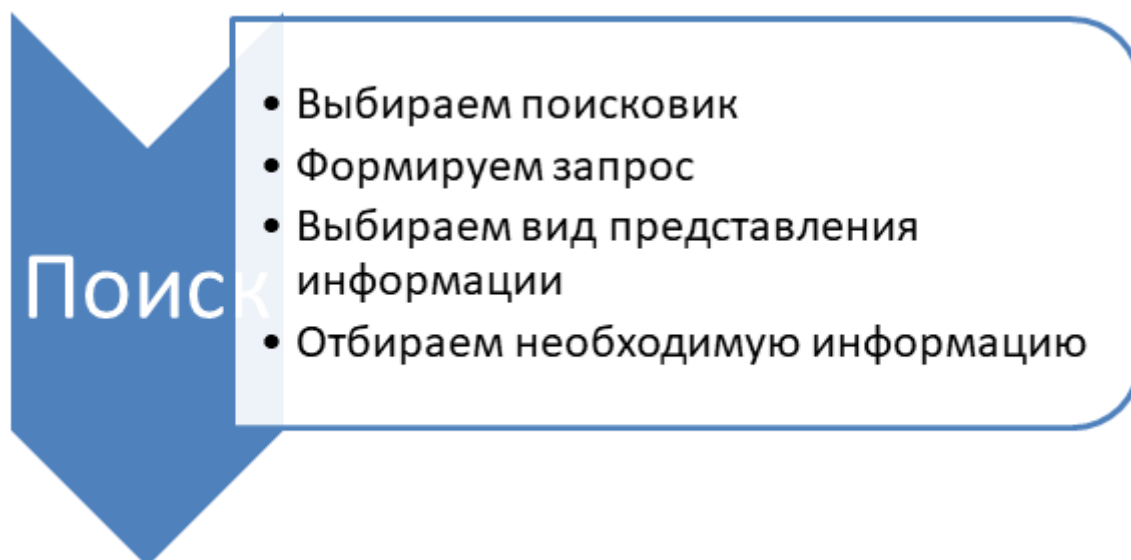 Поиск
• Выбираем поисковик
• Формируем запрос
• Выбираем вид представления
информации
• Отбираем необходимую информацию